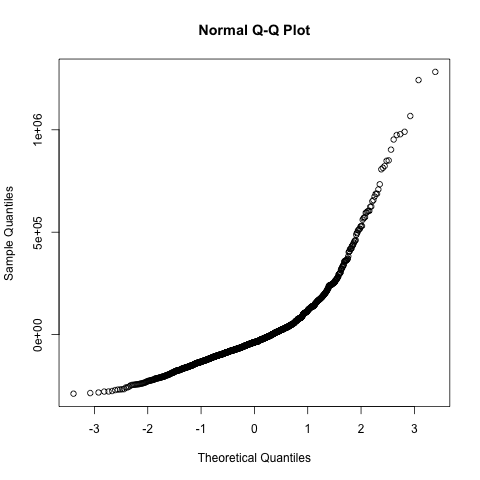 Normal Q-Q Plot
1e+06
5e+05
0e+00
Sample Quantiles
-3 -2 -1 0 1 2 3
Theoretical Quantiles